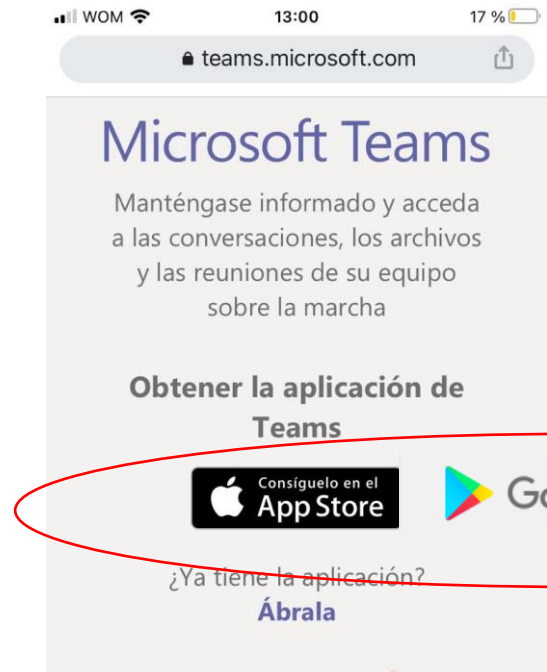 WOM 13:00 17 %
teams.microsoft.com
Microsoft Teams
Manténgase informado y acceda
a las conversaciones, los archivos
y las reuniones de su equipo
sobre la marcha
Obtener la aplicación de
Teams
Consíguelo en el
App Store
Go
¿Ya tiene la aplicación?
Ábrala